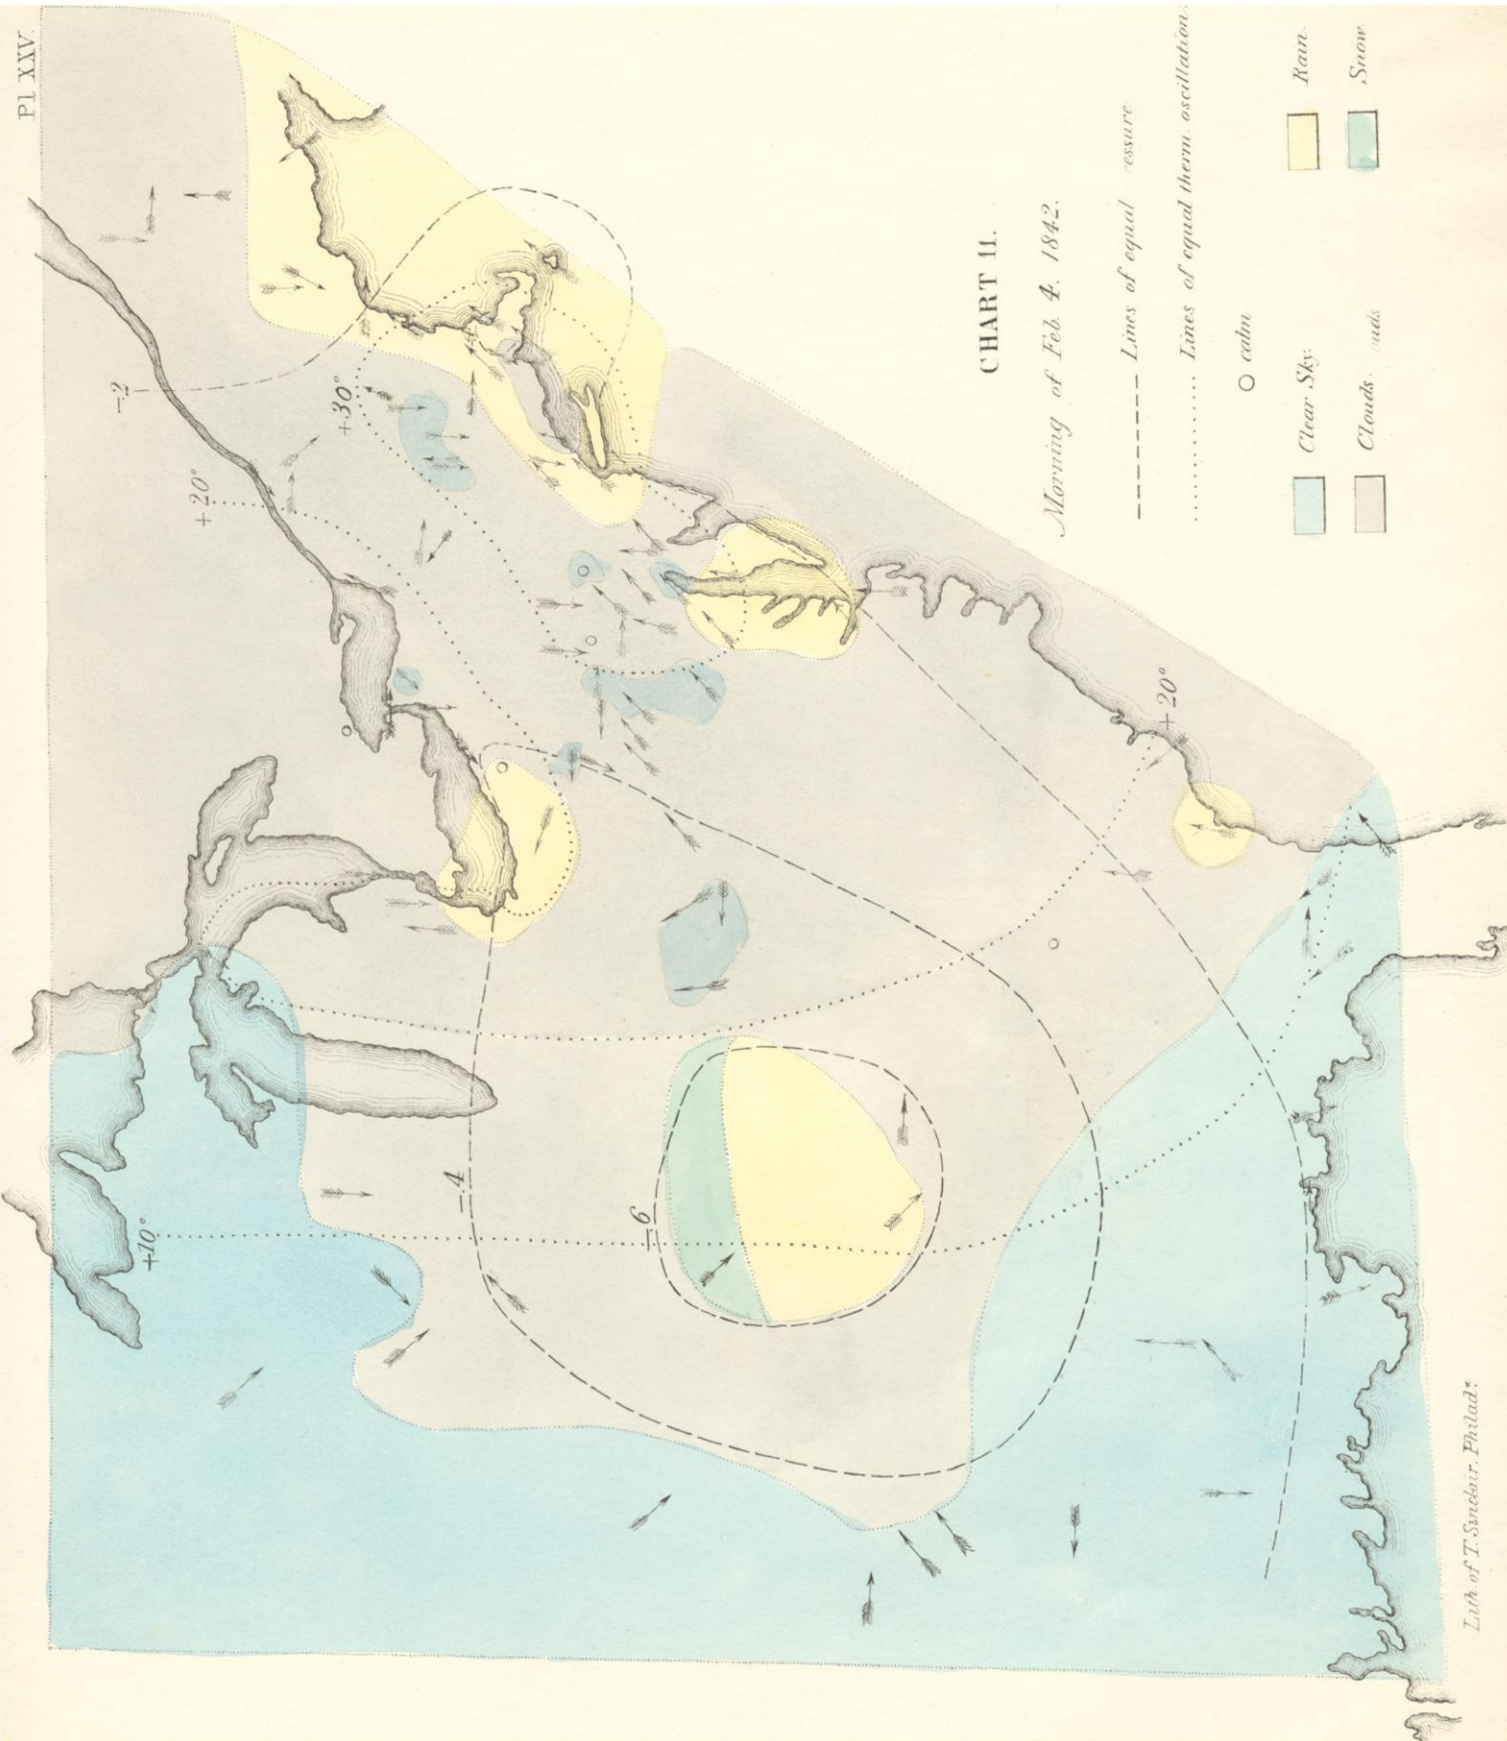 Pl XXV.
CHART 11.
Morning of Feb. 4. 1842.
Lines of equal ressure
Lines of equal therm. oscillation.
calm
Clear Sky.
Rain.
Clouds
Snow.
-2
+30°
+20°
-4
-6
+10°
+20°
Lith. of T. Sinclair. Philada.